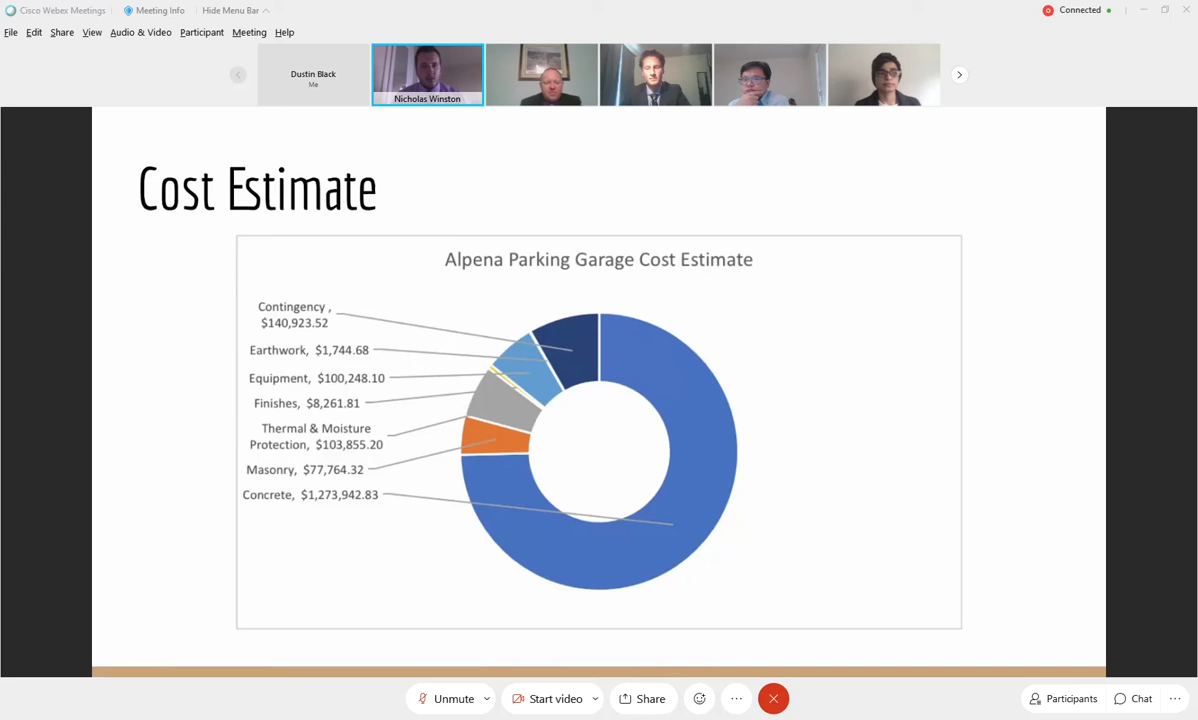 Cisco Webex Meetings
Meeting Info
Hide Menu Bar
Connected
File Edit Share View Audio & Video Participant Meeting Help
Dustin Black
Me
Nicholas Winston
Cost Estimate
Alpena Parking Garage Cost Estimate
Contingency ,
$140,923.52
Earthwork, $1,744.68
Equipment, $100,248.10
Finishes, $8,261.81
Thermal & Moisture
Protection, $103,855.20
Masonry, $77,764.32
Concrete, $1,273,942.83
Unmute
Start video
Share
Participants
Chat